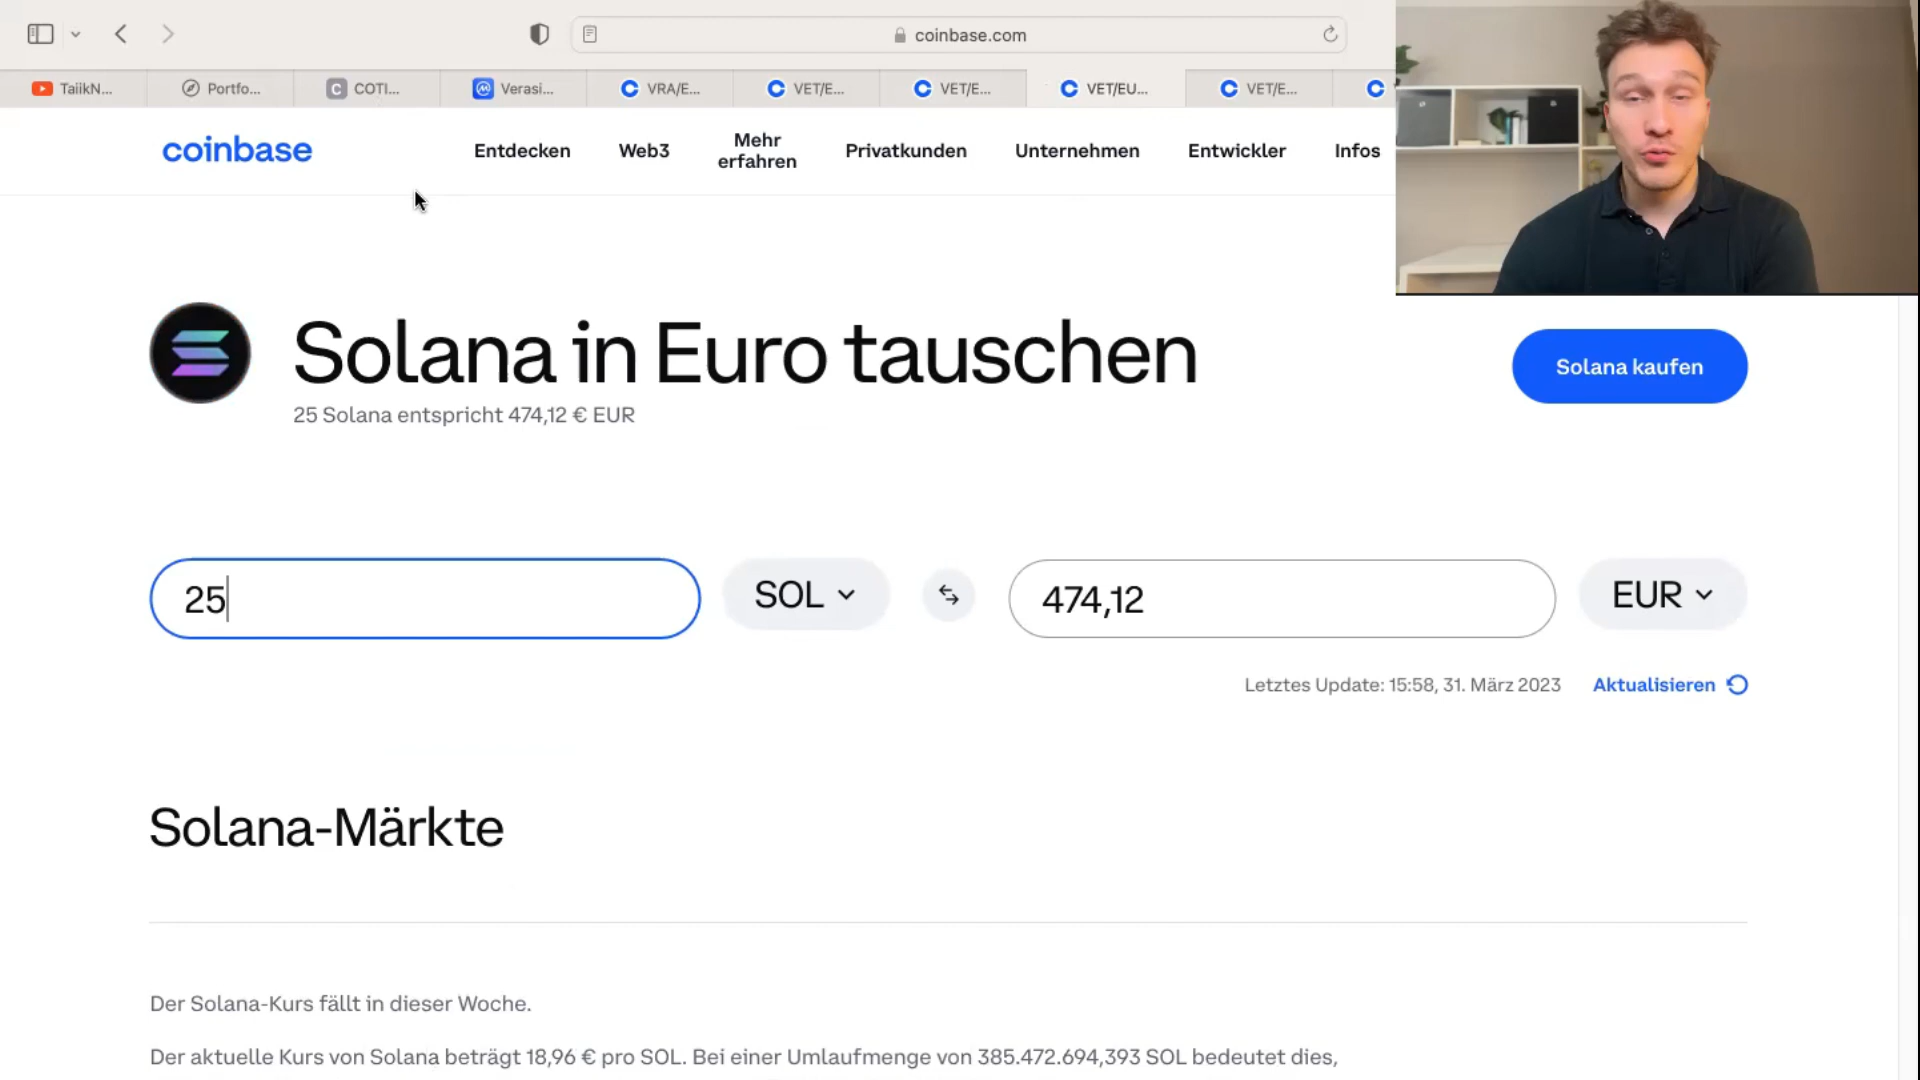 coinbase.com
TaiikN...
Portfo...
COTI...
Verasi...
VRA/E...
VET/E...
VET/E...
VET/EU...
VET/E...
coinbase
Entdecken
Web3
Mehr
erfahren
Privatkunden
Unternehmen
Entwickler
Infos
Solana in Euro tauschen
25 Solana entspricht 474,12 € EUR
Solana kaufen
25
SOL
474,12
EUR
Letztes Update: 15:58, 31. März 2023
Aktualisieren
Solana-Märkte
Der Solana-Kurs fällt in dieser Woche.
Der aktuelle Kurs von Solana beträgt 18,96 € pro SOL. Bei einer Umlaufmenge von 385.472.694,393 SOL bedeutet dies,